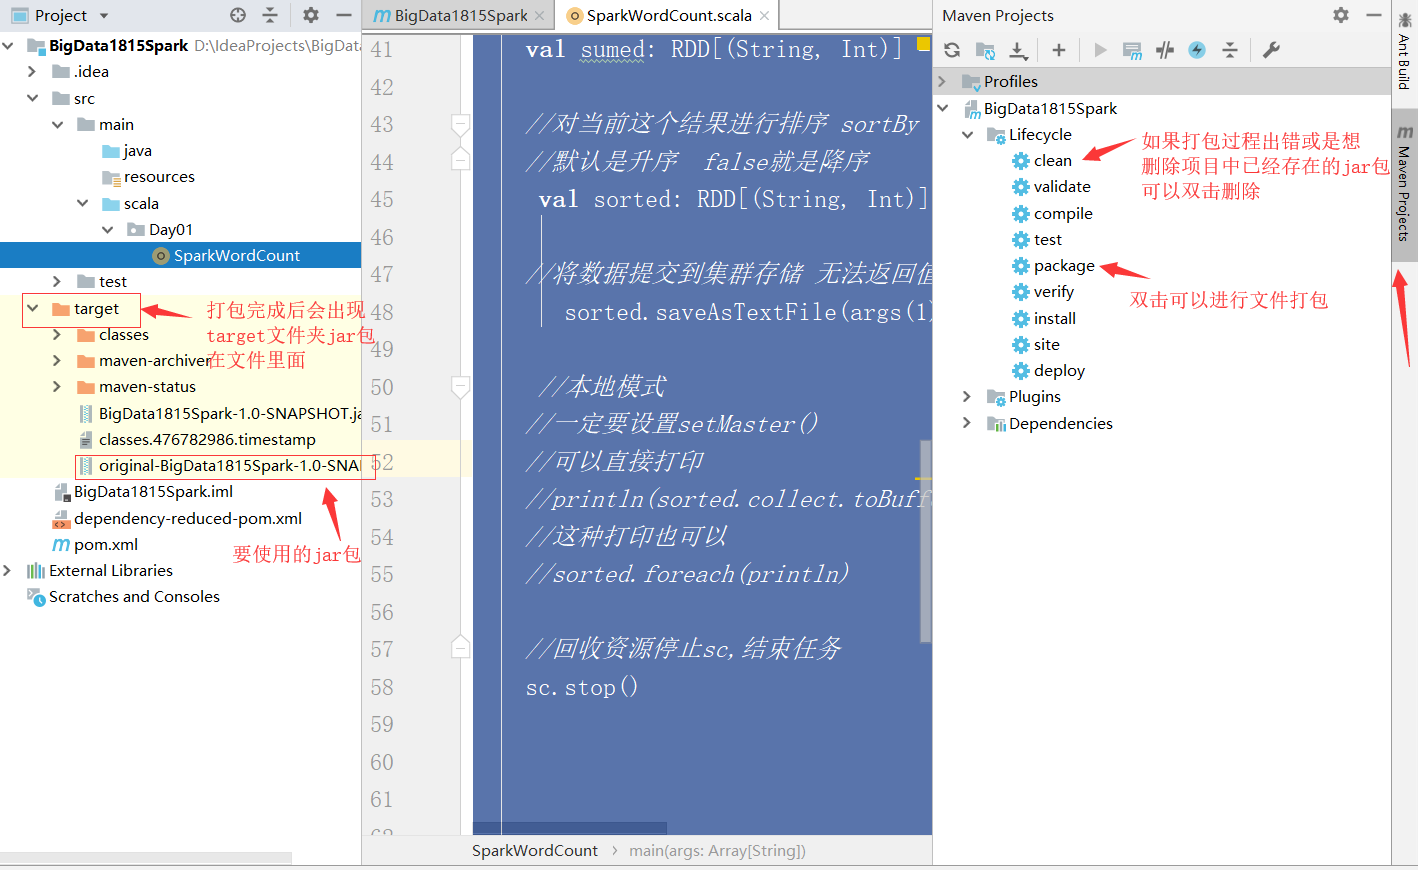 Project
BigData1815Spark D:\IdeaProjects\BigData
.idea
src
main
java
resources
scala
Day01
SparkWordCount
test
target
打包完成后会出现
target文件夹jar包
在文件里面
classes
maven-archiver
maven-status
BigData1815Spark-1.0-SNAPSHOT.ja
classes.476782986.timestamp
original-BigData1815Spark-1.0-SNA
BigData1815Spark.iml
dependency-reduced-pom.xml
pom.xml
要使用的jar包
External Libraries
Scratches and Consoles
BigData1815Spark
SparkWordCount.scala
41 val sumed: RDD[(String, Int)]
42
43 //对当前这个结果进行排序 sortBy
44 //默认是升序 false就是降序
45 val sorted: RDD[(String, Int)]
46
47 //将数据提交到集群存储 无法返回值
48 sorted.saveAsTextFile(args(1)
49
50 //本地模式
51 //一定要设置setMaster()
52 //可以直接打印
53 //println(sorted.collect.toBuff
54 //这种打印也可以
55 //sorted.foreach(println)
56
57 //回收资源停止sc,结束任务
58 sc.stop()
59
60
61
SparkWordCount main(args: Array[String])
Maven Projects
Profiles
BigData1815Spark
Lifecycle
clean
validate
compile
test
package
verify
install
site
deploy
Plugins
Dependencies
如果打包过程出错或是想
删除项目中已经存在的jar包
可以双击删除
双击可以进行文件打包
Ant Build
Maven Projects